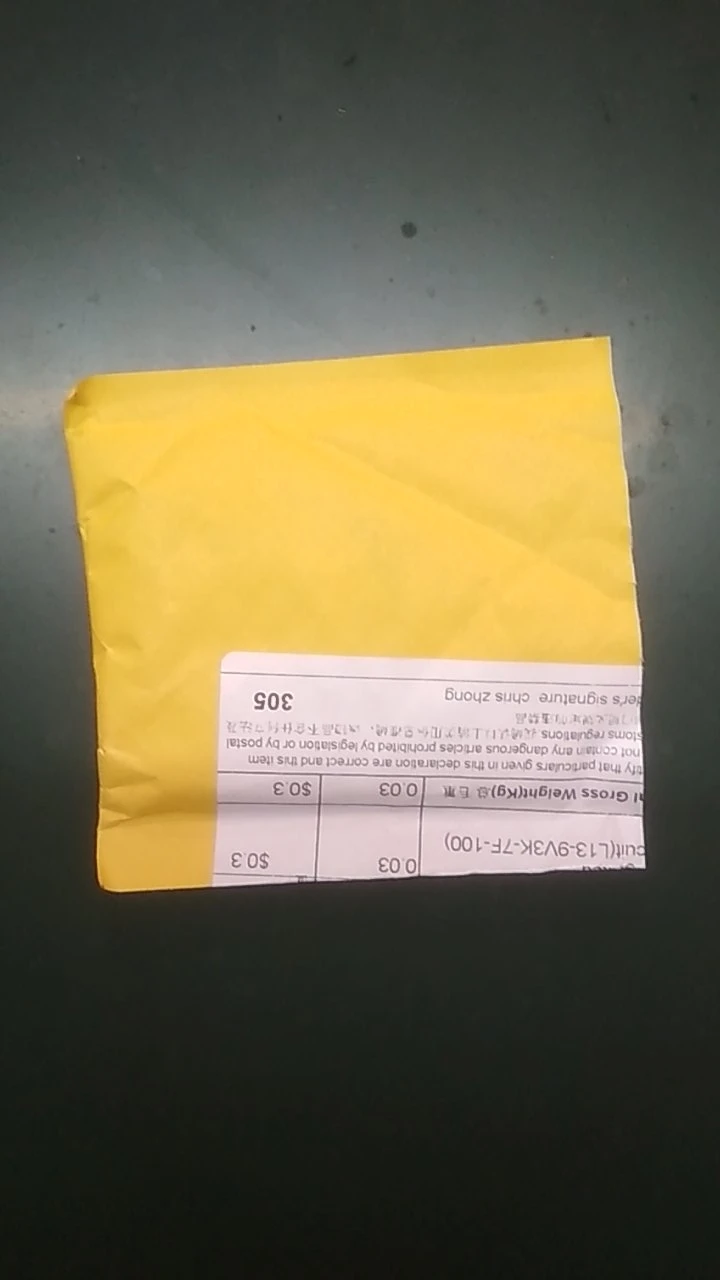 cuit(L13-9V3K-7F-100) 0.03 $0.3
l Gross Weight(Kg) 总毛重 0.03 $0.3
tify that particulars given in this declaration are correct and this item
not contain any dangerous articles prohibited by legislation or by postal
stoms regulations
der's signature chris zhong 305